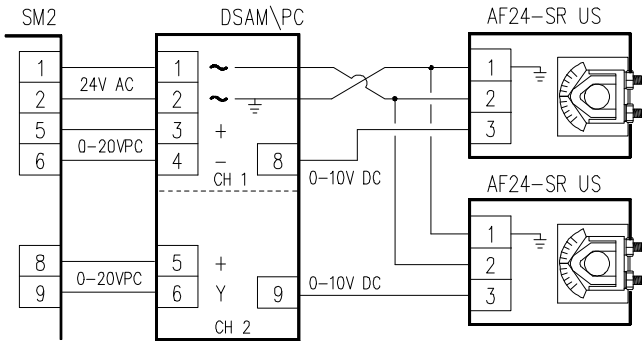 SM2
DSAM\PC
AF24-SR US
1
1
~
1
24V AC
2
2
~
2
5
3
+
3
0-20VPC
6
4
-
8
CH 1
0-10V DC
AF24-SR US
1
8
5
+
2
0-20VPC
9
6
Y
9
0-10V DC
3
CH 2